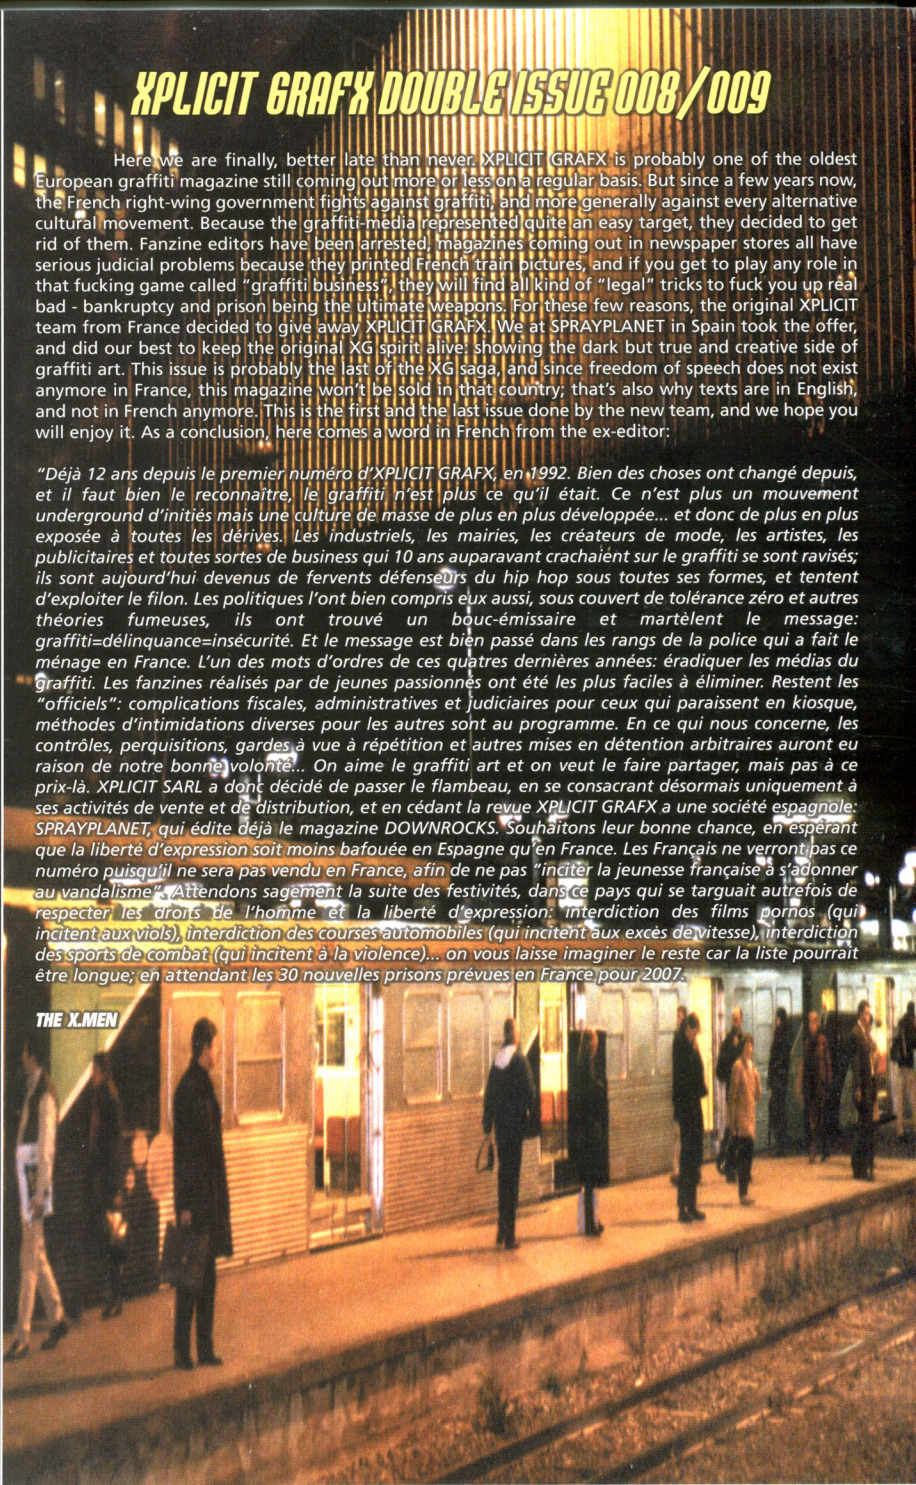 XPLICIT GRAFX DOUBLE ISSUE 008/009
Here we are finally, better late than never. XPLICIT GRAFX is probably one of the oldest
European graffiti magazine still coming out more or less on a regular basis. But since a few years now,
the French right-wing government fights against graffiti, and more generally against every alternative
cultural movement. Because the graffiti-media represented quite an easy target, they decided to get
rid of them. Fanzine editors have been arrested, magazines coming out in newspaper stores all have
serious judicial problems because they printed French train pictures, and if you get to play any role in
that fucking game called “graffiti business”, they will find all kind of “legal” tricks to fuck you up real
bad - bankruptcy and prison being the ultimate weapons. For these few reasons, the original XPLICIT
team from France decided to give away XPLICIT GRAFX. We at SPRAYPLANET in Spain took the offer,
and did our best to keep the original XG spirit alive: showing the dark but true and creative side of
graffiti art. This issue is probably the last of the XG saga, and since freedom of speech does not exist
anymore in France, this magazine won’t be sold in that country; that’s also why texts are in English,
and not in French anymore. This is the first and the last issue done by the new team, and we hope you
will enjoy it. As a conclusion, here comes a word in French from the ex-editor:
“Déjà 12 ans depuis le premier numéro d’XPLICIT GRAFX, en 1992. Bien des choses ont changé depuis,
et il faut bien le reconnaître, le graffiti n’est plus ce qu’il était. Ce n’est plus un mouvement
underground d’initiés mais une culture de masse de plus en plus développée... et donc de plus en plus
exposée à toutes les dérives. Les industriels, les mairies, les créateurs de mode, les artistes, les
publicitaires et toutes sortes de business qui 10 ans auparavant crachaient sur le graffiti se sont ravisés;
ils sont aujourd’hui devenus de fervents défenseurs du hip hop sous toutes ses formes, et tentent
d’exploiter le filon. Les politiques l’ont bien compris eux aussi, sous couvert de tolérance zéro et autres
théories fumeuses, ils ont trouvé un bouc-émissaire et martèlent le message:
graffiti=délinquance=insécurité. Et le message est bien passé dans les rangs de la police qui a fait le
ménage en France. L’un des mots d’ordres de ces quatres dernières années: éradiquer les médias du
graffiti. Les fanzines réalisés par de jeunes passionnés ont été les plus faciles à éliminer. Restent les
“officiels”: complications fiscales, administratives et judiciaires pour ceux qui paraissent en kiosque,
méthodes d’intimidations diverses pour les autres sont au programme. En ce qui nous concerne, les
contrôles, perquisitions, gardes à vue à répétition et autres mises en détention arbitraires auront eu
raison de notre bonne volonté... On aime le graffiti art et on veut le faire partager, mais pas à ce
prix-là. XPLICIT SARL a donc décidé de passer le flambeau, en se consacrant désormais uniquement à
ses activités de vente et de distribution, et en cédant la revue XPLICIT GRAFX a une société espagnole:
SPRAYPLANET, qui édite déjà le magazine DOWNROCKS. Souhaitons leur bonne chance, en espérant
que la liberté d’expression soit moins bafouée en Espagne qu’en France. Les Français ne verront pas ce
numéro puisqu’il ne sera pas vendu en France, afin de ne pas “inciter la jeunesse française à s’adonner
au vandalisme”. Attendons sagement la suite des festivités, dans ce pays qui se targuait autrefois de
respecter les droits de l’homme et la liberté d’expression: interdiction des films pornos (qui
incitent aux viols), interdiction des courses automobiles (qui incitent aux excès de vitesse), interdiction
des sports de combat (qui incitent à la violence)... on vous laisse imaginer le reste car la liste pourrait
être longue; en attendant les 30 nouvelles prisons prévues en France pour 2007.
THE X.MEN